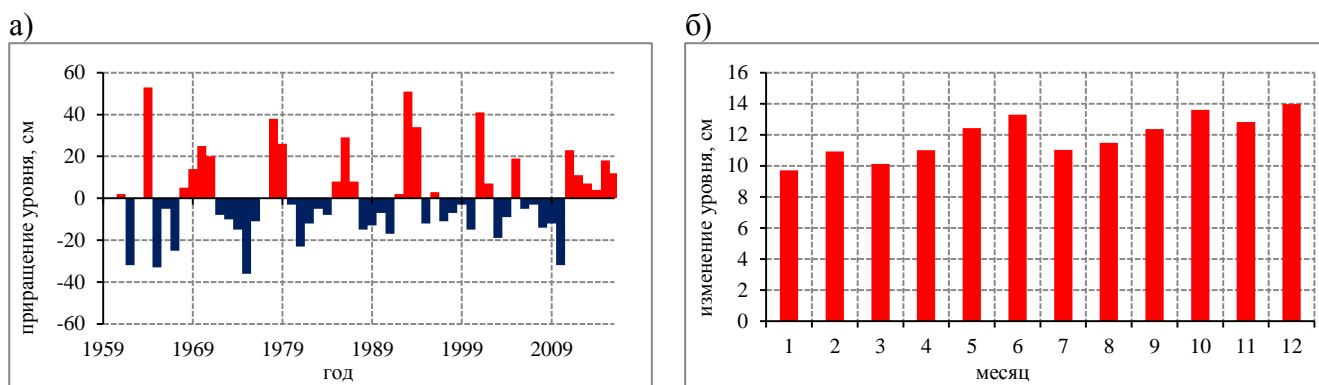 а)
приращение уровня, см
60
40
20
0
-20
-40
-60
1959 1969 1979 1989 1999 2009
год
б)
изменение уровня, см
16
14
12
10
8
6
4
2
0
1 2 3 4 5 6 7 8 9 10 11 12
месяц